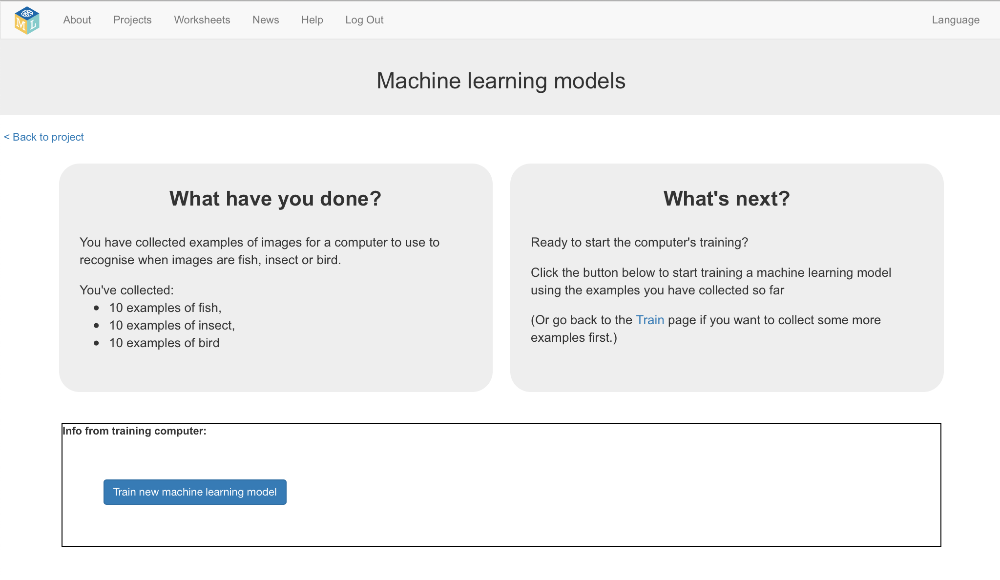 M L
About Projects Worksheets News Help Log Out Language
Machine learning models
< Back to project
What have you done?
You have collected examples of images for a computer to use to
recognise when images are fish, insect or bird.
You've collected:
10 examples of fish,
10 examples of insect,
10 examples of bird
What's next?
Ready to start the computer's training?
Click the button below to start training a machine learning model
using the examples you have collected so far
(Or go back to the Train page if you want to collect some more
examples first.)
Info from training computer:
Train new machine learning model